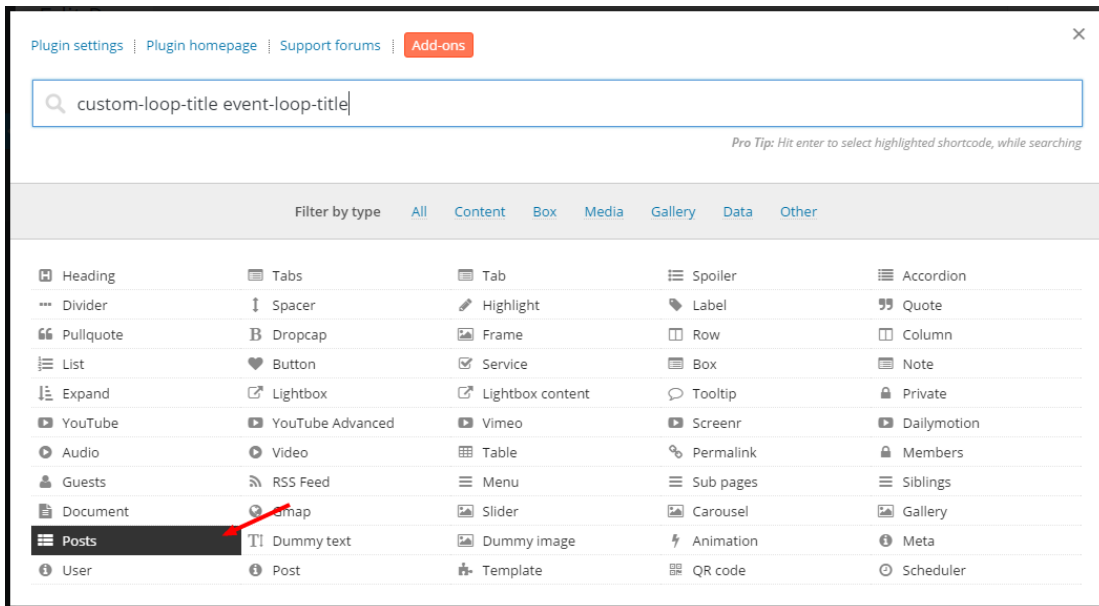 Plugin settings | Plugin homepage | Support forums | Add-ons
custom-loop-title event-loop-title
Pro Tip: Hit enter to select highlighted shortcode, while searching
Filter by type All Content Box Media Gallery Data Other
Heading Tabs Tab Spoiler Accordion
Divider Spacer Highlight Label Quote
Pullquote Dropcap Frame Row Column
List Button Service Box Note
Expand Lightbox Lightbox content Tooltip Private
YouTube YouTube Advanced Vimeo Screenr Dailymotion
Audio Video Table Permalink Members
Guests RSS Feed Menu Sub pages Siblings
Document Gmap Slider Carousel Gallery
Posts Dummy text Dummy image Animation Meta
User Post Template QR code Scheduler